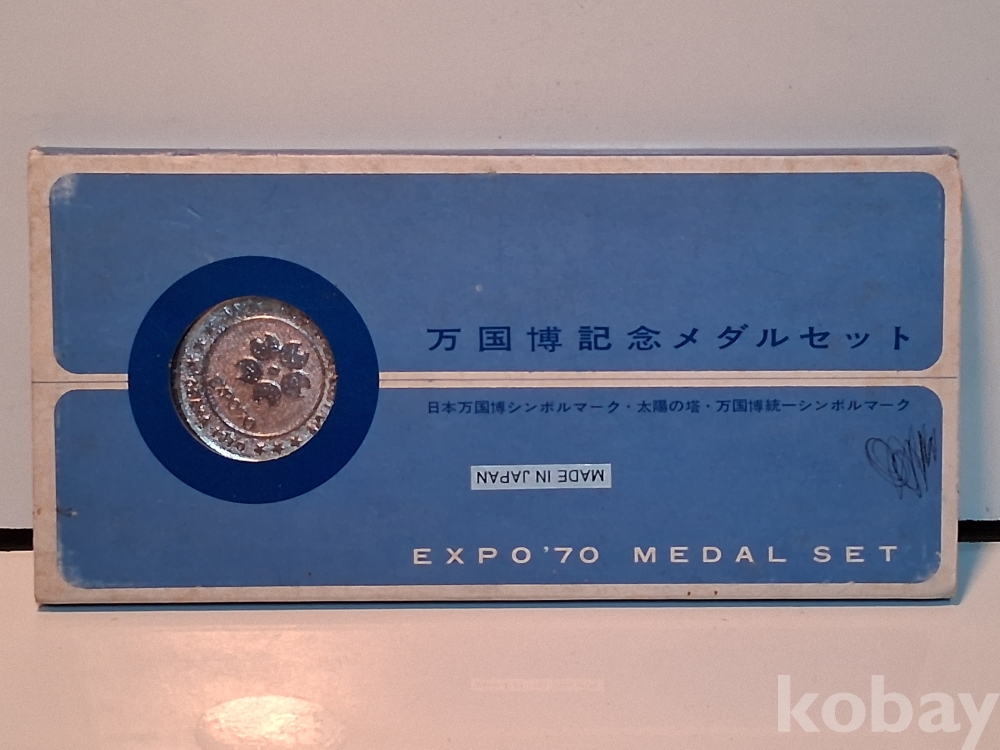 万国博記念メダルセット
日本万国博シンボルマーク・太陽の塔・万国博統一シンボルマーク
MADE IN JAPAN
EXPO'70 MEDAL SET
EXPO'70
kobay